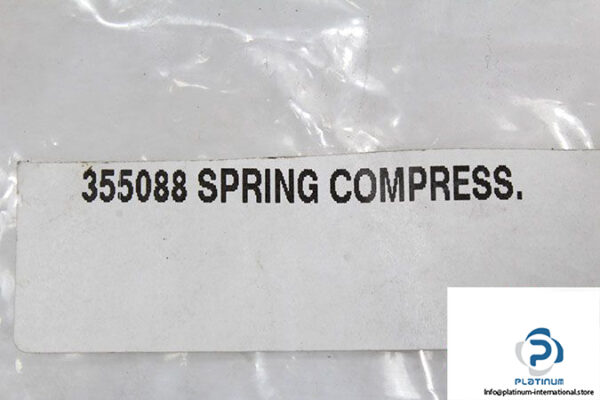 355088 SPRING COMPRESS.
PLATINUM
Info@platinum-international.store